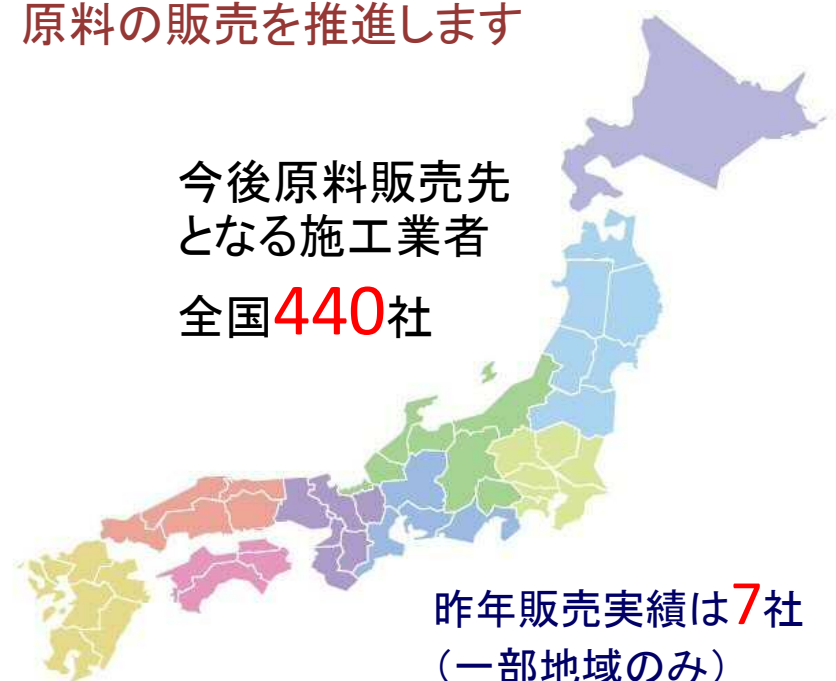 原料の販売を推進します
今後原料販売先
となる施工業者
全国440社
昨年販売実績は7社
（一部地域のみ）